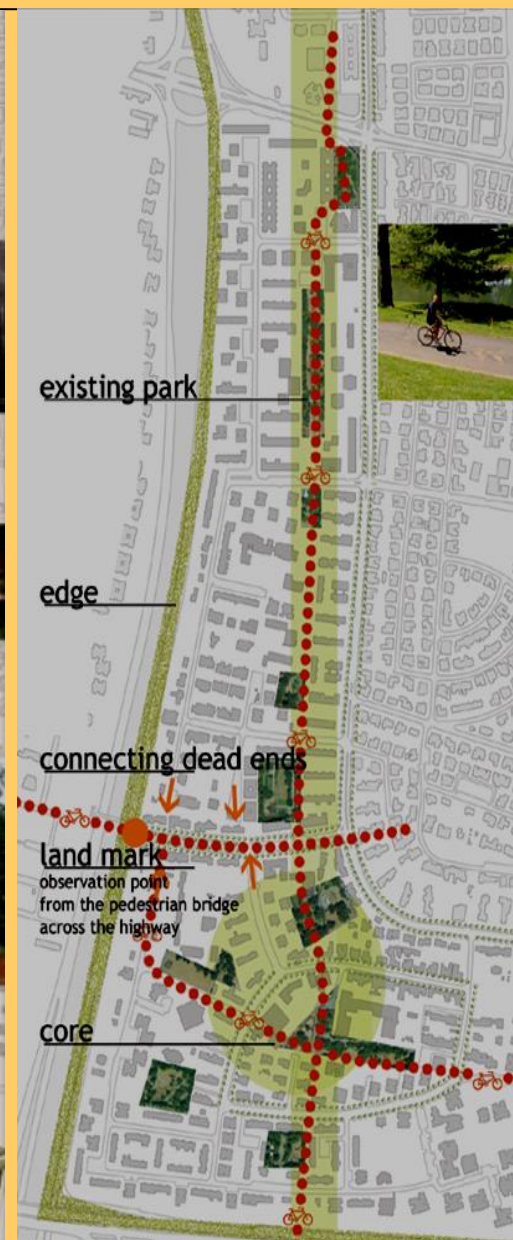 existing park
edge
connecting dead ends
land mark
observation point
from the pedestrian bridge
across the highway
core